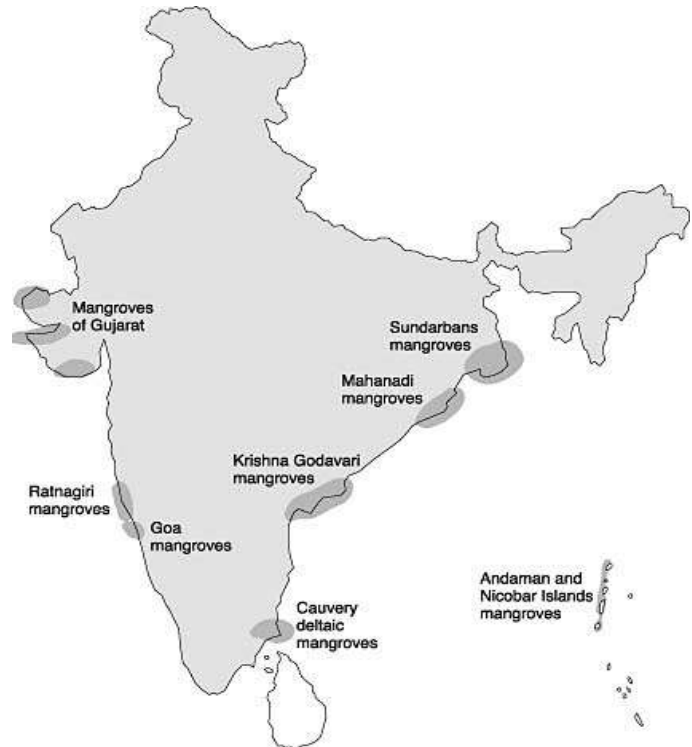 Mangroves
of Gujarat
Sundarbans
mangroves
Mahanadi
mangroves
Krishna Godavari
mangroves
Ratnagiri
mangroves
Goa
mangroves
Andaman and
Nicobar Islands
mangroves
Cauvery
deltaic
mangroves